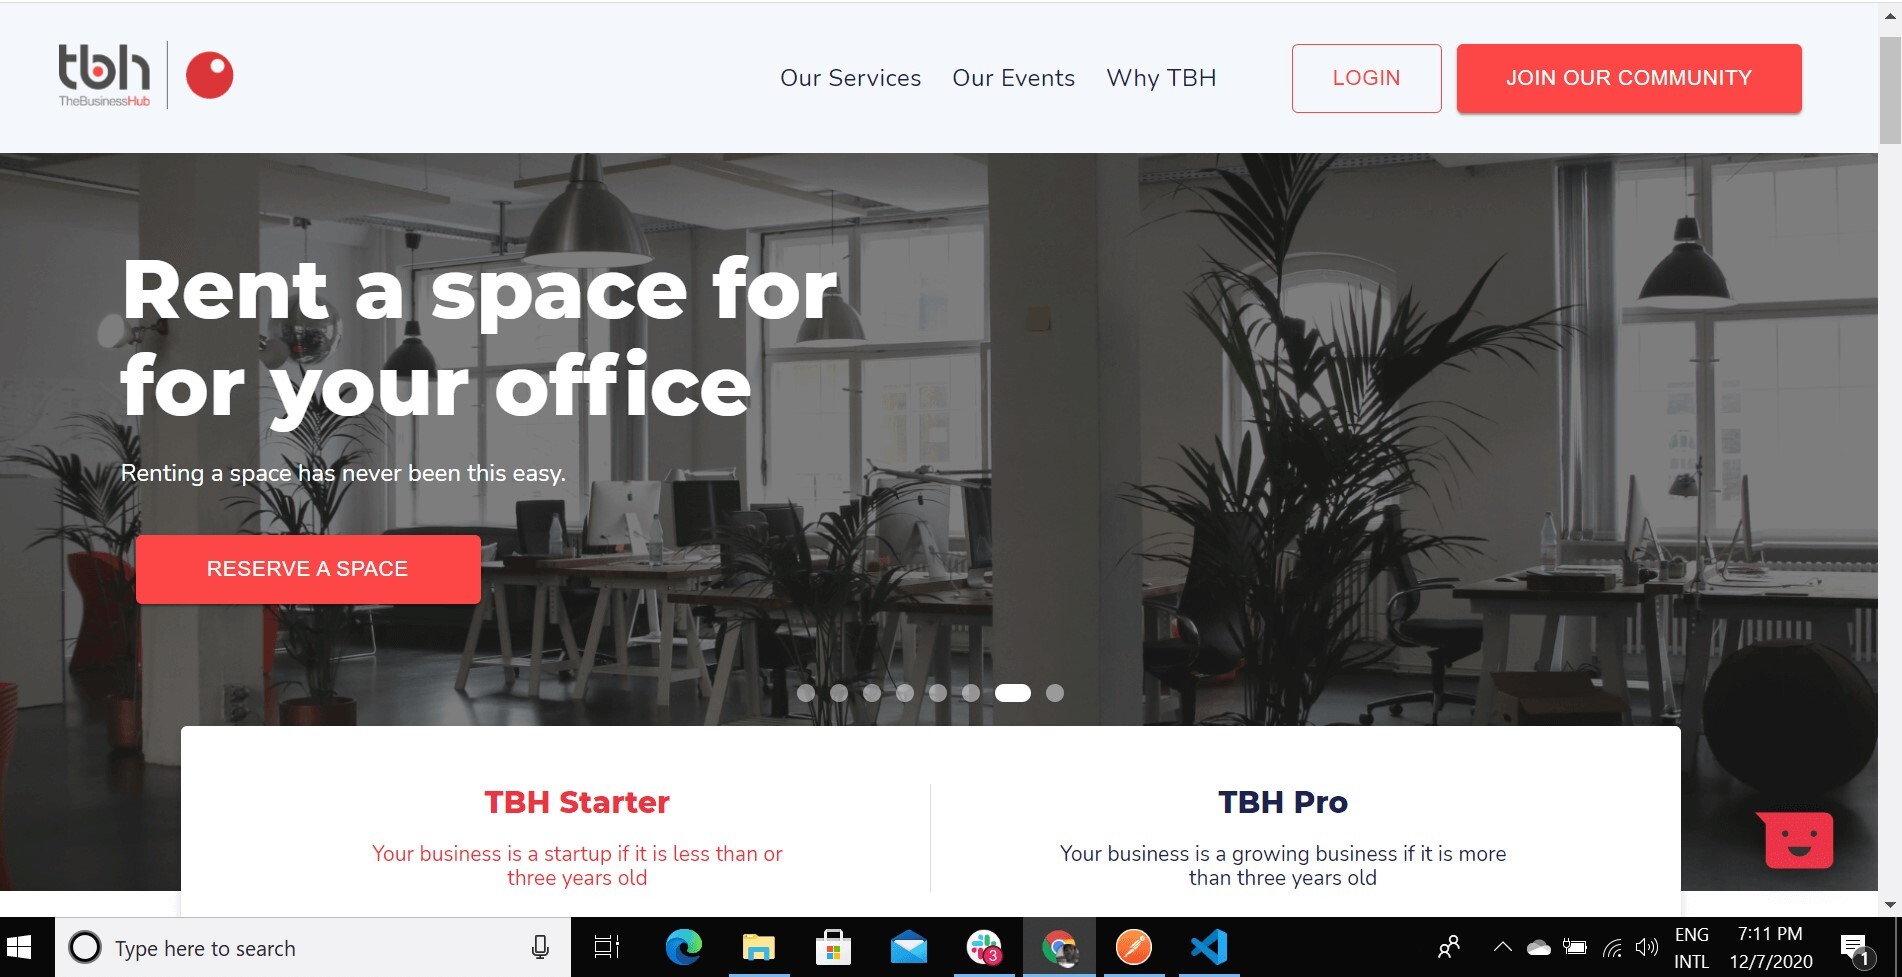 tbh
TheBusinessHub
Our Services
Our Events
Why TBH
LOGIN
JOIN OUR COMMUNITY
Rent a space for
for your office
Renting a space has never been this easy.
RESERVE A SPACE
TBH Starter
Your business is a startup if it is less than or
three years old
TBH Pro
Your business is a growing business if it is more
than three years old
Type here to search
3
ENG
INTL
7:11 PM
12/7/2020
1